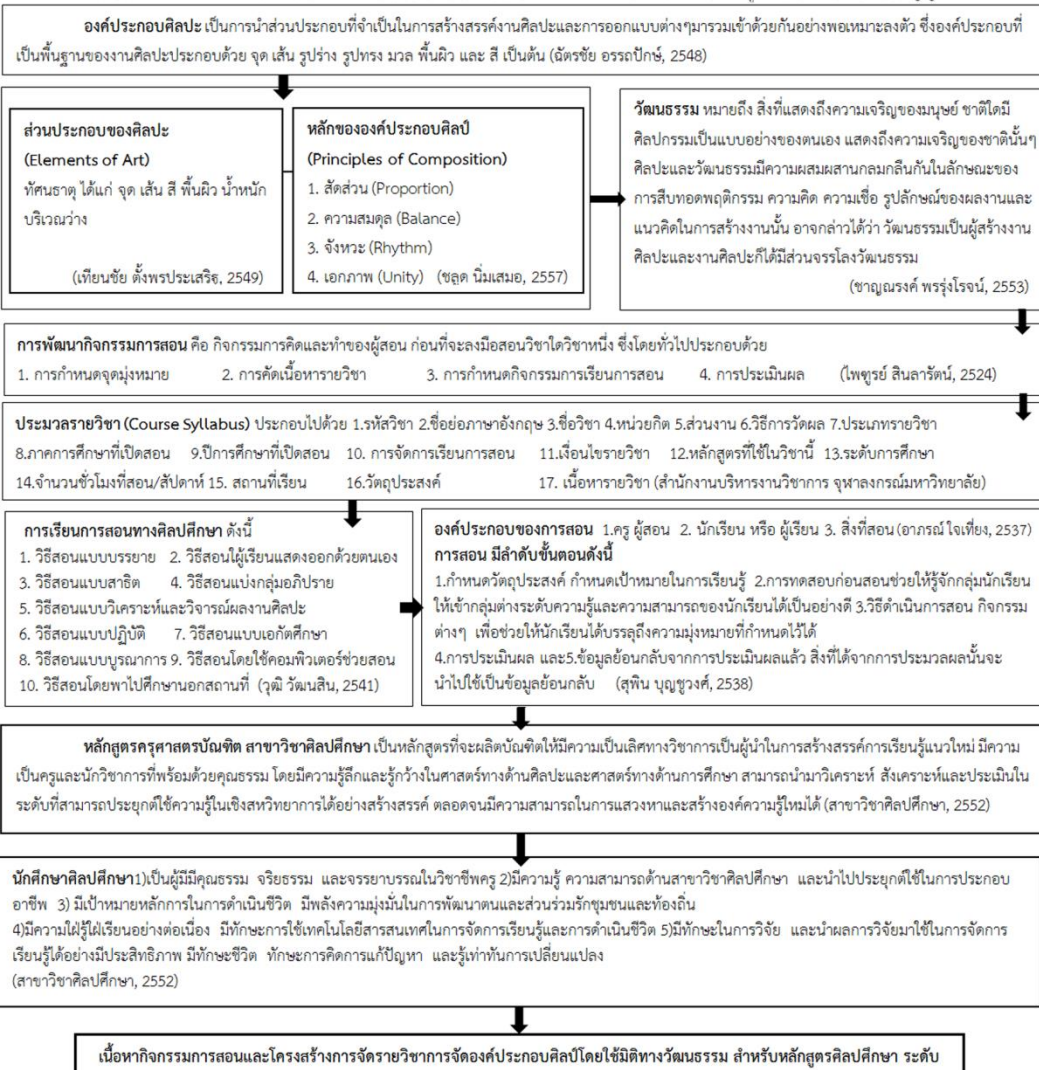 องค์ประกอบศิลปะ เป็นการนำส่วนประกอบที่จำเป็นในการสร้างสรรค์งานศิลปะและการออกแบบต่างๆมารวมเข้าด้วยกันอย่างพอเหมาะลงตัว ซึ่งองค์ประกอบที่
เป็นพื้นฐานของงานศิลปะประกอบด้วย จุด เส้น รูปร่าง รูปทรง มวล พื้นผิว และ สี เป็นต้น (ฉัตรชัย อรรถปักษ์, 2548)
ส่วนประกอบของศิลปะ
(Elements of Art)
ทัศนธาตุ ได้แก่ จุด เส้น สี พื้นผิว น้ำหนัก
บริเวณว่าง
(เทียนชัย ตั้งพรประเสริฐ, 2549)
หลักขององค์ประกอบศิลป์
(Principles of Composition)
1. สัดส่วน (Proportion)
2. ความสมดุล (Balance)
3. จังหวะ (Rhythm)
4. เอกภาพ (Unity) (ชลูด นิ่มเสมอ, 2557)
วัฒนธรรม หมายถึง สิ่งที่แสดงถึงความเจริญของมนุษย์ ชาติใดมี
ศิลปกรรมเป็นแบบอย่างของตนเอง แสดงถึงความเจริญของชาตินั้นๆ
ศิลปะและวัฒนธรรมมีความผสมผสานกลมกลืนกันในลักษณะของ
การสืบทอดพฤติกรรม ความคิด ความเชื่อ รูปลักษณ์ของผลงานและ
แนวคิดในการสร้างงานนั้น อาจกล่าวได้ว่า วัฒนธรรมเป็นผู้สร้างงาน
ศิลปะและงานศิลปะก็ได้มีส่วนจรรโลงวัฒนธรรม
(ชาญณรงค์ พรรุ่งโรจน์, 2553)
การพัฒนากิจกรรมการสอน คือ กิจกรรมการคิดและทำของผู้สอน ก่อนที่จะลงมือสอนวิชาใดวิชาหนึ่ง ซึ่งโดยทั่วไปประกอบด้วย
1. การกำหนดจุดมุ่งหมาย 2. การคัดเนื้อหารายวิชา 3. การกำหนดกิจกรรมการเรียนการสอน 4. การประเมินผล (ไพฑูรย์ สินลารัตน์, 2524)
ประมวลรายวิชา (Course Syllabus) ประกอบไปด้วย 1.รหัสวิชา 2.ชื่อย่อภาษาอังกฤษ 3.ชื่อวิชา 4.หน่วยกิต 5.ส่วนงาน 6.วิธีการวัดผล 7.ประเภทรายวิชา
8.ภาคการศึกษาที่เปิดสอน 9.ปีการศึกษาที่เปิดสอน 10. การจัดการเรียนการสอน 11.เงื่อนไขรายวิชา 12.หลักสูตรที่ใช้ในวิชานี้ 13.ระดับการศึกษา
14.จำนวนชั่วโมงที่สอน/สัปดาห์ 15. สถานที่เรียน 16.วัตถุประสงค์ 17. เนื้อหารายวิชา (สำนักงานบริหารงานวิชาการ จุฬาลงกรณ์มหาวิทยาลัย)
การเรียนการสอนทางศิลปศึกษา ดังนี้
1. วิธีสอนแบบบรรยาย 2. วิธีสอนให้ผู้เรียนแสดงออกด้วยตนเอง
3. วิธีสอนแบบสาธิต 4. วิธีสอนแบ่งกลุ่มอภิปราย
5. วิธีสอนแบบวิเคราะห์และวิจารณ์ผลงานศิลปะ
6. วิธีสอนแบบปฏิบัติ 7. วิธีสอนแบบเอกัตศึกษา
8. วิธีสอนแบบบูรณาการ 9. วิธีสอนโดยใช้คอมพิวเตอร์ช่วยสอน
10. วิธีสอนโดยพาไปศึกษานอกสถานที่ (วุฒิ วัฒนสิน, 2541)
องค์ประกอบของการสอน 1.ครู ผู้สอน 2. นักเรียน หรือ ผู้เรียน 3. สิ่งที่สอน (อาภรณ์ ใจเที่ยง, 2537)
การสอน มีลำดับขั้นตอนดังนี้
1.กำหนดวัตถุประสงค์ กำหนดเป้าหมายในการเรียนรู้ 2.การทดสอบก่อนสอนช่วยให้รู้จักกลุ่มนักเรียน
ให้เข้ากลุ่มต่างระดับความรู้และความสามารถของนักเรียนได้เป็นอย่างดี 3.วิธีดำเนินการสอน กิจกรรม
ต่างๆ เพื่อช่วยให้นักเรียนได้บรรลุถึงความมุ่งหมายที่กำหนดไว้ได้
4.การประเมินผล และ5.ข้อมูลย้อนกลับจากการประเมินผลแล้ว สิ่งที่ได้จากการประมวลผลนั้นจะ
นำไปใช้เป็นข้อมูลย้อนกลับ (สุพิน บุญชูวงศ์, 2538)
หลักสูตรครุศาสตรบัณฑิต สาขาวิชาศิลปศึกษา เป็นหลักสูตรที่จะผลิตบัณฑิตให้มีความเป็นเลิศทางวิชาการเป็นผู้นำในการสร้างสรรค์การเรียนรู้แนวใหม่ มีความ
เป็นครูและนักวิชาการที่พร้อมด้วยคุณธรรม โดยมีความรู้ลึกและรู้กว้างในศาสตร์ทางด้านศิลปะและศาสตร์ทางด้านการศึกษา สามารถนำมาวิเคราะห์ สังเคราะห์และประเมินใน
ระดับที่สามารถประยุกต์ใช้ความรู้ในเชิงสหวิทยาการได้อย่างสร้างสรรค์ ตลอดจนมีความสามารถในการแสวงหาและสร้างองค์ความรู้ใหม่ได้ (สาขาวิชาศิลปศึกษา, 2552)
นักศึกษาศิลปศึกษา1)เป็นผู้มีมีคุณธรรม จริยธรรม และจรรยาบรรณในวิชาชีพครู 2)มีความรู้ ความสามารถด้านสาขาวิชาศิลปศึกษา และนำไปประยุกต์ใช้ในการประกอบ
อาชีพ 3) มีเป้าหมายหลักการในการดำเนินชีวิต มีพลังความมุ่งมั่นในการพัฒนาตนและส่วนร่วมรักชุมชนและท้องถิ่น
4)มีความใฝ่รู้ใฝ่เรียนอย่างต่อเนื่อง มีทักษะการใช้เทคโนโลยีสารสนเทศในการจัดการเรียนรู้และการดำเนินชีวิต 5)มีทักษะในการวิจัย และนำผลการวิจัยมาใช้ในการจัดการ
เรียนรู้ได้อย่างมีประสิทธิภาพ มีทักษะชีวิต ทักษะการคิดการแก้ปัญหา และรู้เท่าทันการเปลี่ยนแปลง
(สาขาวิชาศิลปศึกษา, 2552)
เนื้อหากิจกรรมการสอนและโครงสร้างการจัดรายวิชาการจัดองค์ประกอบศิลป์โดยใช้มิติทางวัฒนธรรม สำหรับหลักสูตรศิลปศึกษา ระดับ